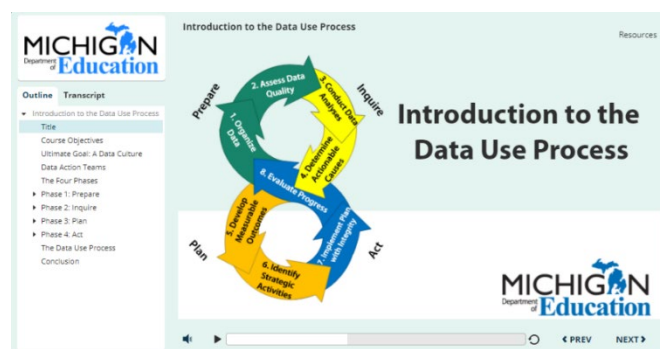 MICHIGAN
Department of Education
Introduction to the Data Use Process
Resources
Outline Transcript
Introduction to the Data Use Process
Title
Course Objectives
Ultimate Goal: A Data Culture
Data Action Teams
The Four Phases
Phase 1: Prepare
Phase 2: Inquire
Phase 3: Plan
Phase 4: Act
The Data Use Process
Conclusion
Prepare
Inquire
Plan
Act
1. Organize
Data
2. Assess Data
Quality
3. Conduct Data
Analyses
4. Determine
Actionable
Causes
5. Develop
Measurable
Outcomes
6. Identify
Strategic
Activities
7. Implement Plan
with Integrity
8. Evaluate Progress
Introduction to the
Data Use Process
MICHIGAN
Department of Education
PREV
NEXT